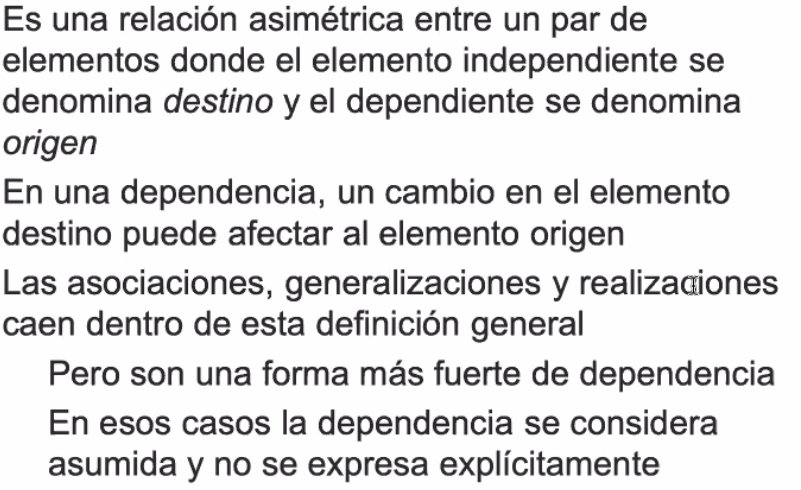 Es una relación asimétrica entre un par de
elementos donde el elemento independiente se
denomina destino y el dependiente se denomina
origen
En una dependencia, un cambio en el elemento
destino puede afectar al elemento origen
Las asociaciones, generalizaciones y realizaciones
caen dentro de esta definición general
Pero son una forma más fuerte de dependencia
En esos casos la dependencia se considera
asumida y no se expresa explícitamente